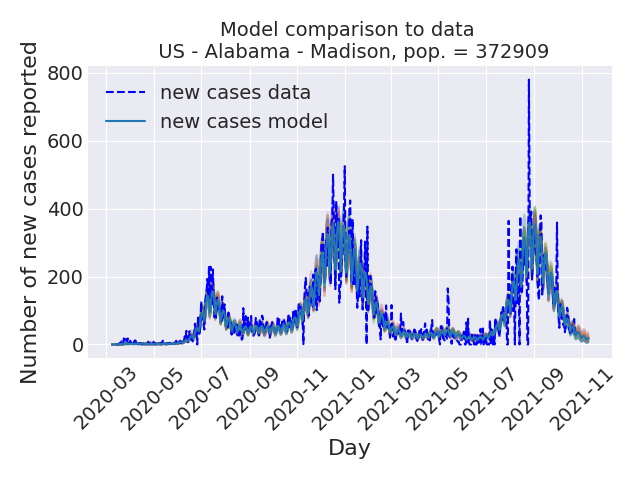 Model comparison to data
US - Alabama - Madison, pop. = 372909
Number of new cases reported
800
600
400
200
0
new cases data
new cases model
2020-03
2020-05
2020-07
2020-09
2020-11
2021-01
2021-03
2021-05
2021-07
2021-09
2021-11
Day